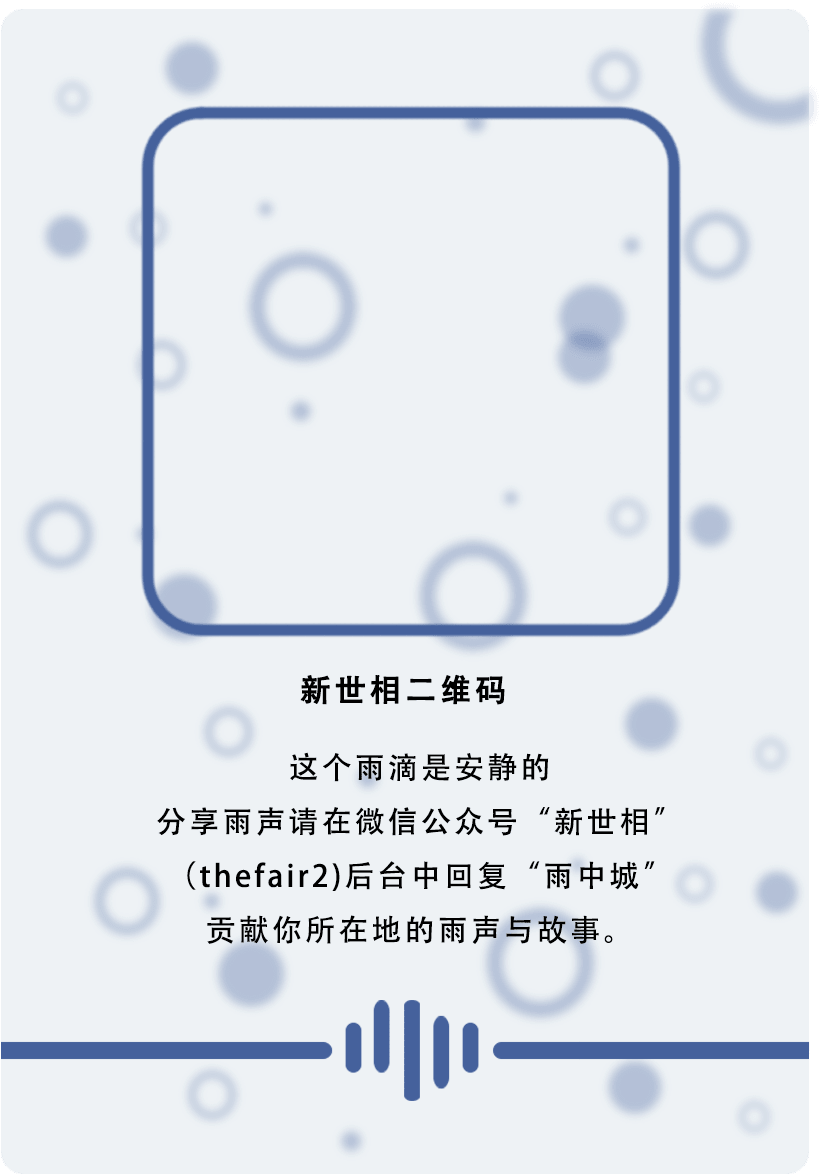 新世相二维码
这个雨滴是安静的
分享雨声请在微信公众号“新世相”
（thefair2)后台中回复“雨中城”
贡献你所在地的雨声与故事。